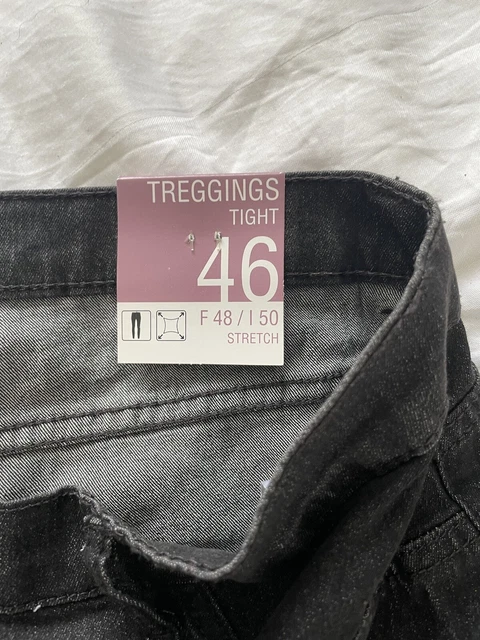 TREGGINGS
TIGHT
46
F 48 / I 50
STRETCH